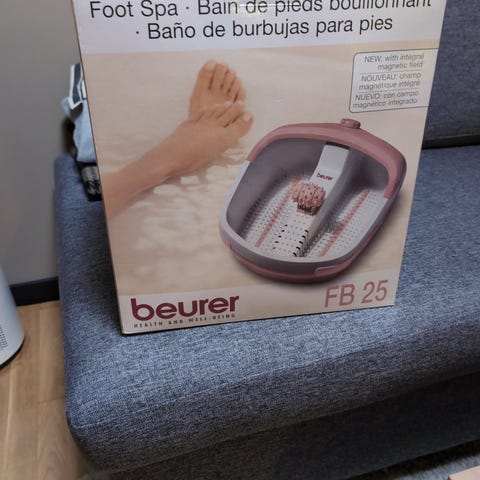 Foot Spa · Bain de pieds bouillonnant
· Baño de burbujas para pies
NEW: with integral
magnetic field
NOUVEAU: champ
magnétique intégré
NUEVO: con campo
magnético integrado
beurer
beurer
HEALTH AND WELL-BEING
FB 25